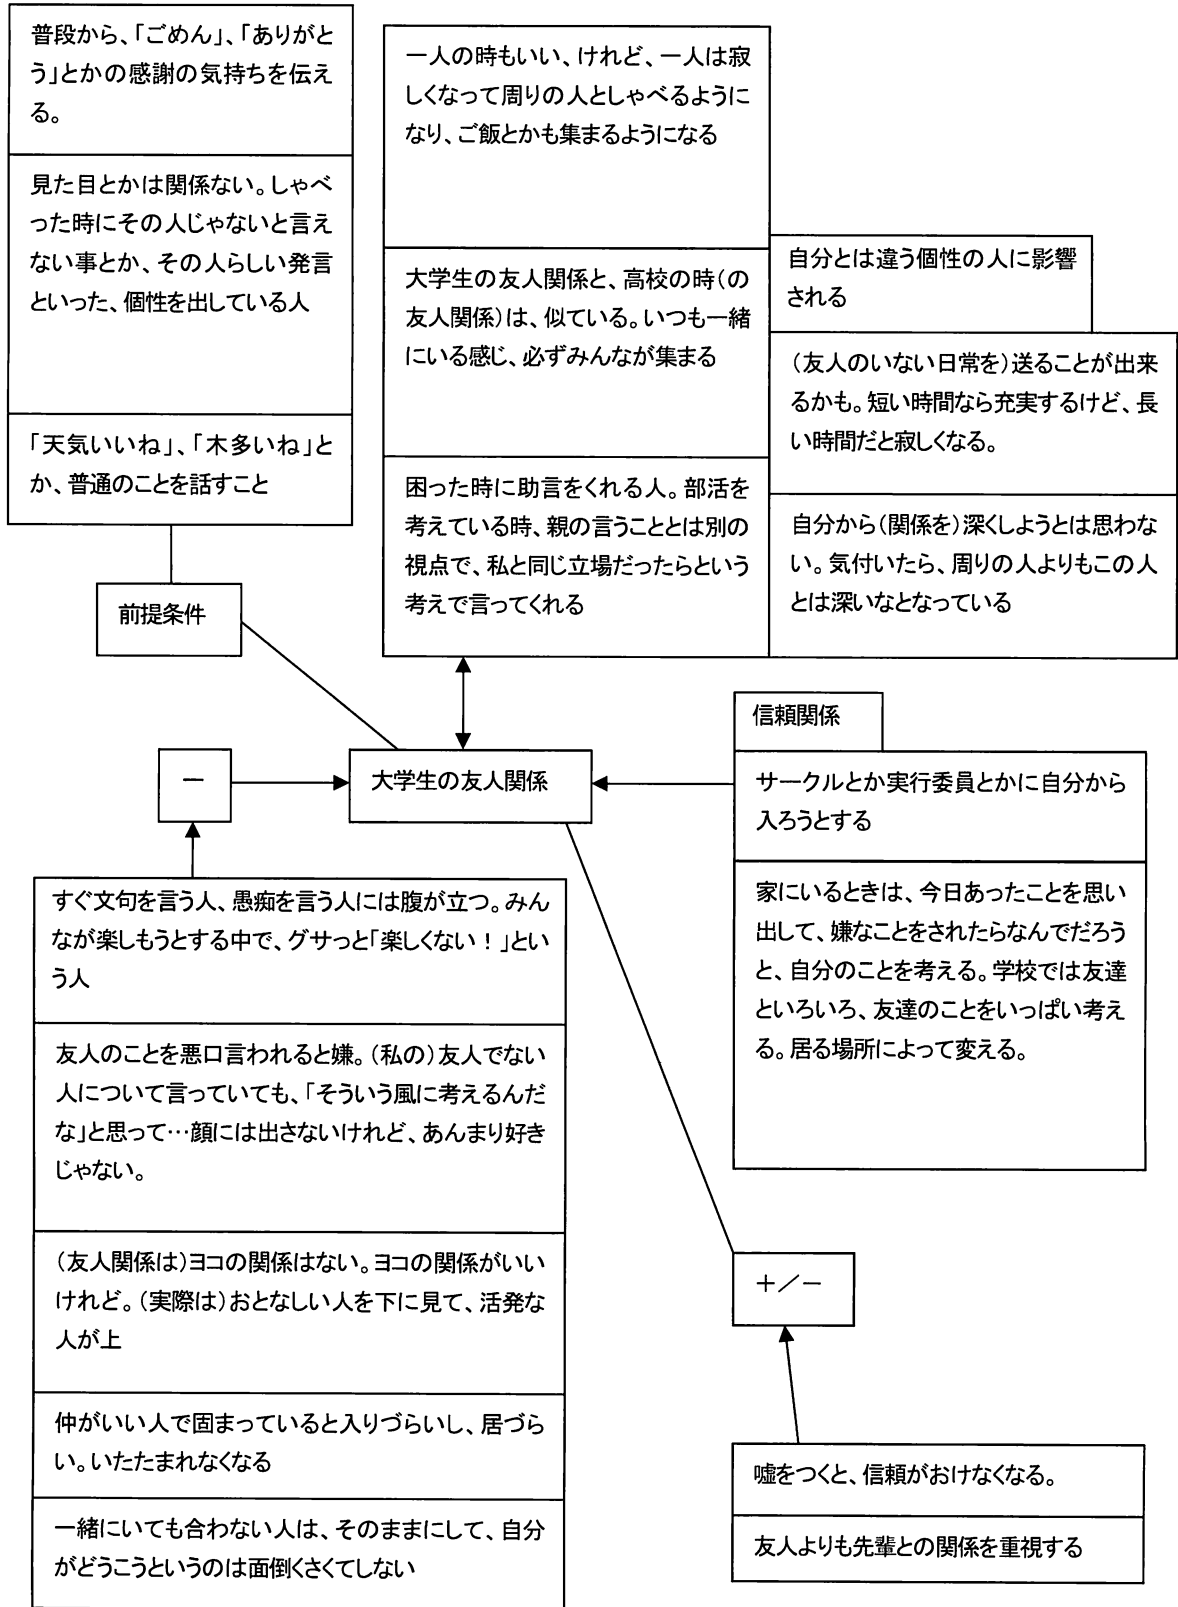 普段から、「ごめん」、「ありがと
う」とかの感謝の気持ちを伝え
る。
見た目とかは関係ない。しゃべ
った時にその人じゃないと言え
ない事とか、その人らしい発言
といった、個性を出している人
「天気いいね」、「木多いね」と
か、普通のことを話すこと
前提条件
一人の時もいい、けれど、一人は寂
しくなって周りの人としゃべるように
なり、ご飯とかも集まるようになる
大学生の友人関係と、高校の時（の
友人関係）は、似ている。いつも一緒
にいる感じ、必ずみんなが集まる
困った時に助言をくれる人。部活を
考えている時、親の言うこととは別の
視点で、私と同じ立場だったらという
考えで言ってくれる
自分とは違う個性の人に影響
される
（友人のいない日常を）送ることが出来
るかも。短い時間なら充実するけど、長
い時間だと寂しくなる。
自分から（関係を）深くしようとは思わな
い。気付いたら、周りの人よりもこの人
とは深いなとなっている
－
大学生の友人関係
信頼関係
サークルとか実行委員とかに自分から
入ろうとする
家にいるときは、今日あったことを思い
出して、嫌なことをされたらなんでだろう
と、自分のことを考える。学校では友達
といろいろ、友達のことをいっぱい考え
る。居る場所によって変える。
すぐ文句を言う人、愚痴を言う人には腹が立つ。みん
なが楽しもうとする中で、グサっと「楽しくない！」とい
う人
友人のことを悪口言われると嫌。（私の）友人でない
人について言っていても、「そういう風に考えるんだ
な」と思って…顔には出さないけれど、あんまり好き
じゃない。
（友人関係は）ヨコの関係はない。ヨコの関係がいい
けれど。（実際は）おとなしい人を下に見て、活発な
人が上
仲がいい人で固まっていると入りづらいし、居づら
い。いたたまれなくなる
一緒にいても合わない人は、そのままにして、自分
がどうこうというのは面倒くさくてしない
＋／－
嘘をつくと、信頼がおけなくなる。
友人よりも先輩との関係を重視する